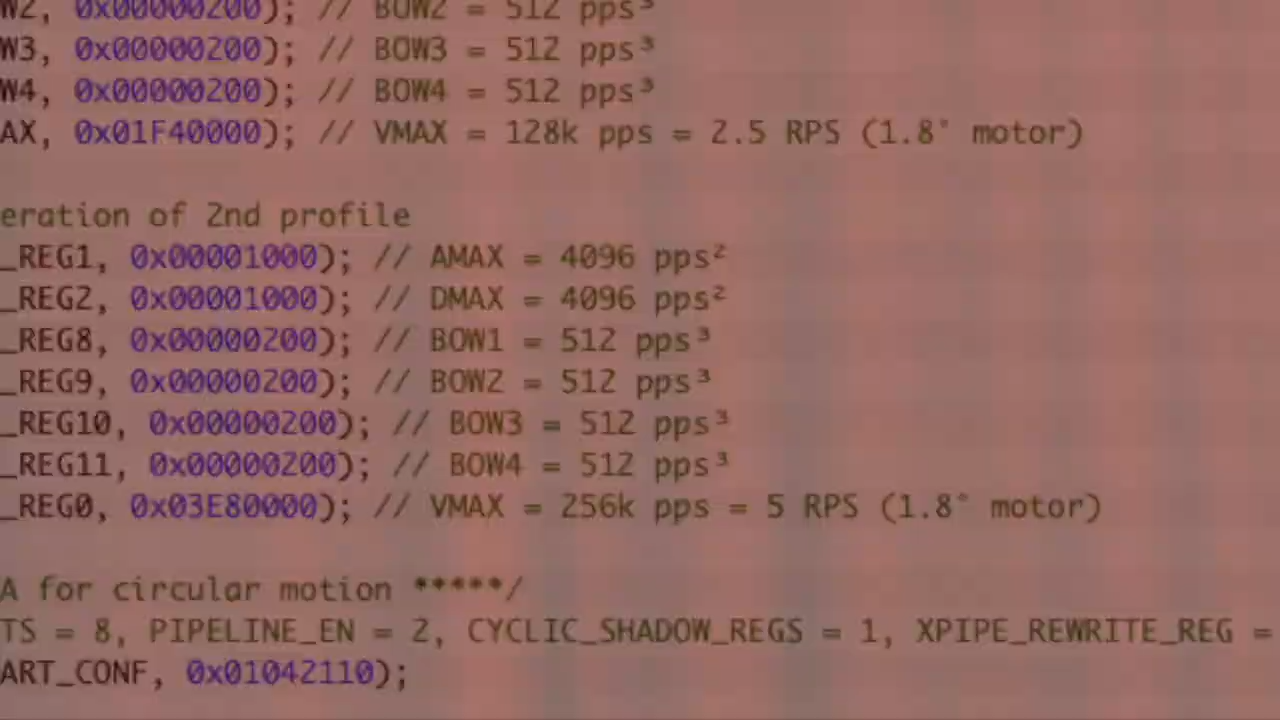 W2, 0x00000200); // BOW2 = 512 pps³
W3, 0x00000200); // BOW3 = 512 pps³
W4, 0x00000200); // BOW4 = 512 pps³
AX, 0x01F40000); // VMAX = 128k pps = 2.5 RPS (1.8° motor)
eration of 2nd profile
_REG1, 0x00001000); // AMAX = 4096 pps²
_REG2, 0x00001000); // DMAX = 4096 pps²
_REG8, 0x00000200); // BOW1 = 512 pps³
_REG9, 0x00000200); // BOW2 = 512 pps³
_REG10, 0x00000200); // BOW3 = 512 pps³
_REG11, 0x00000200); // BOW4 = 512 pps³
_REG0, 0x03E80000); // VMAX = 256k pps = 5 RPS (1.8° motor)
A for circular motion *****/
TS = 8, PIPELINE_EN = 2, CYCLIC_SHADOW_REGS = 1, XPIPE_REWRITE_REG =
ART_CONF, 0x01042110);